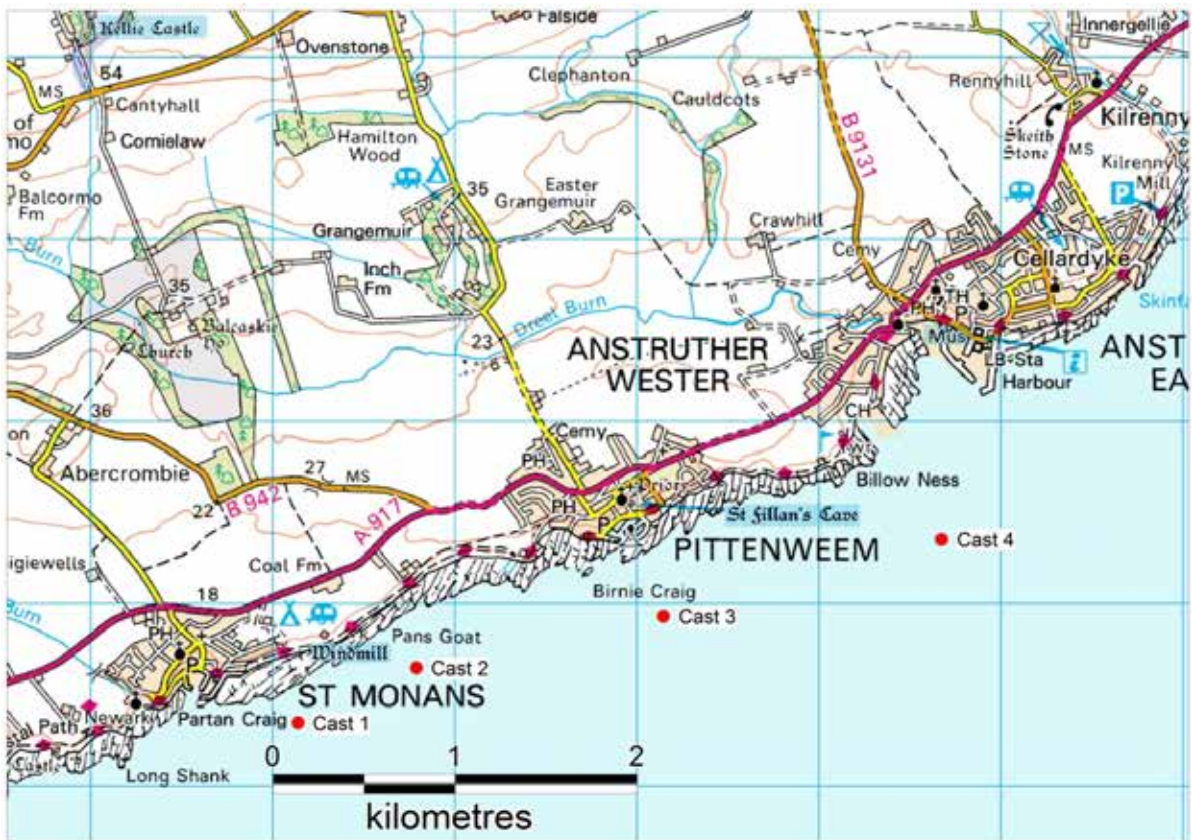 Kellie Castle
Falside
Innergellie
Ovenstone
54
MS
Cantyhall
Clephanton
Rennyhill
Cauldcots
Kilrenny
of
mo
Cornielaw
Hamilton
Wood
B 9131
Skeith
Stone
MS
Kilrenny
Mill
Balcormo
Fm
35
Easter
Grangemuir
P
Grangemuir
Crawhill
Cemy
Burn
Inch
Fm
Cellardyke
35
Balcaskie
Church
Dreel Burn
TH
PH
P
Mus
23
ANSTRUTHER
WESTER
LB Sta
Harbour
i
ANST
EA
36
on
CH
Cemy
Abercrombie
27
MS
PH
Priory
Billow Ness
22
B 942
A 917
PH
P
St Fillan's Cave
PITTENWEEM
Cast 4
Coal Fm
Birnie Craig
18
Burn
Cast 3
PH
Pans Goat
Windmill
P
Cast 2
ST MONANS
Newark
Partan Craig
Cast 1
Path
Castle
Long Shank
0 1 2
kilometres